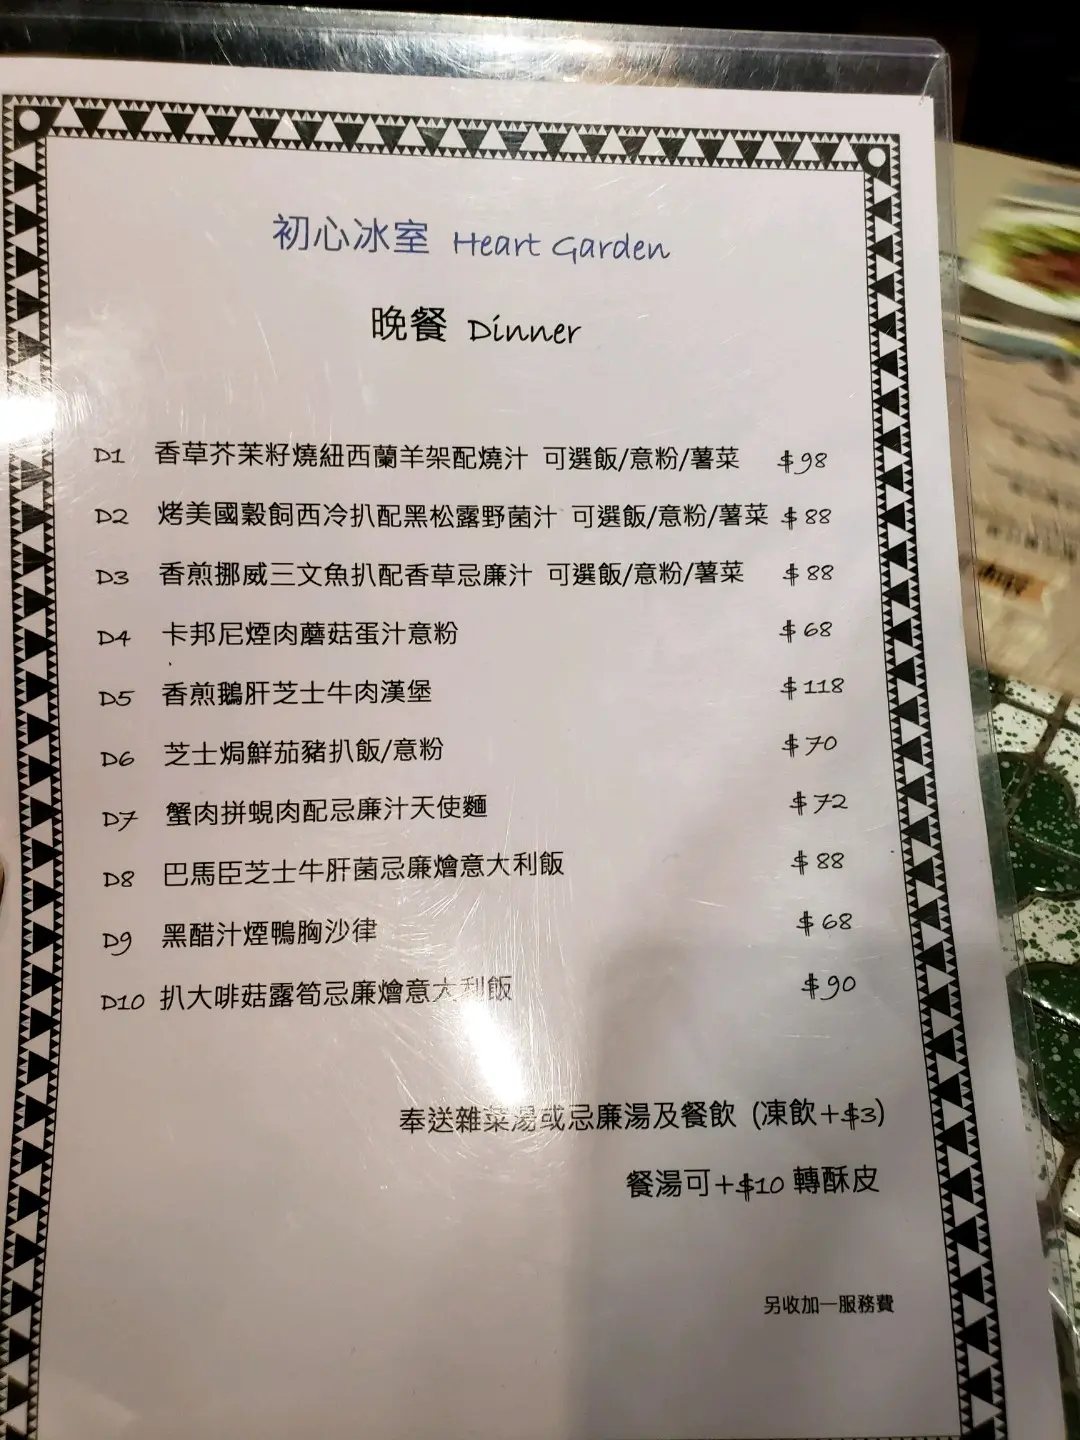 初心冰室 Heart Garden
晚餐 Dinner
D1 香草芥茉籽燒紐西蘭羊架配燒汁 可選飯/意粉/薯菜 $98
D2 烤美國穀飼西冷扒配黑松露野菌汁 可選飯/意粉/薯菜 $88
D3 香煎挪威三文魚扒配香草忌廉汁 可選飯/意粉/薯菜 $88
D4 卡邦尼煙肉蘑菇蛋汁意粉 $68
D5 香煎鵝肝芝士牛肉漢堡 $118
D6 芝士焗鮮茄豬扒飯/意粉 $70
D7 蟹肉拼蜆肉配忌廉汁天使麵 $72
D8 巴馬臣芝士牛肝菌忌廉燴意大利飯 $88
D9 黑醋汁煙鴨胸沙律 $68
D10 扒大啡菇露筍忌廉燴意大利飯 $90
奉送雜菜湯或忌廉湯及餐飲 (凍飲+$3)
餐湯可+$10 轉酥皮
另收加一服務費